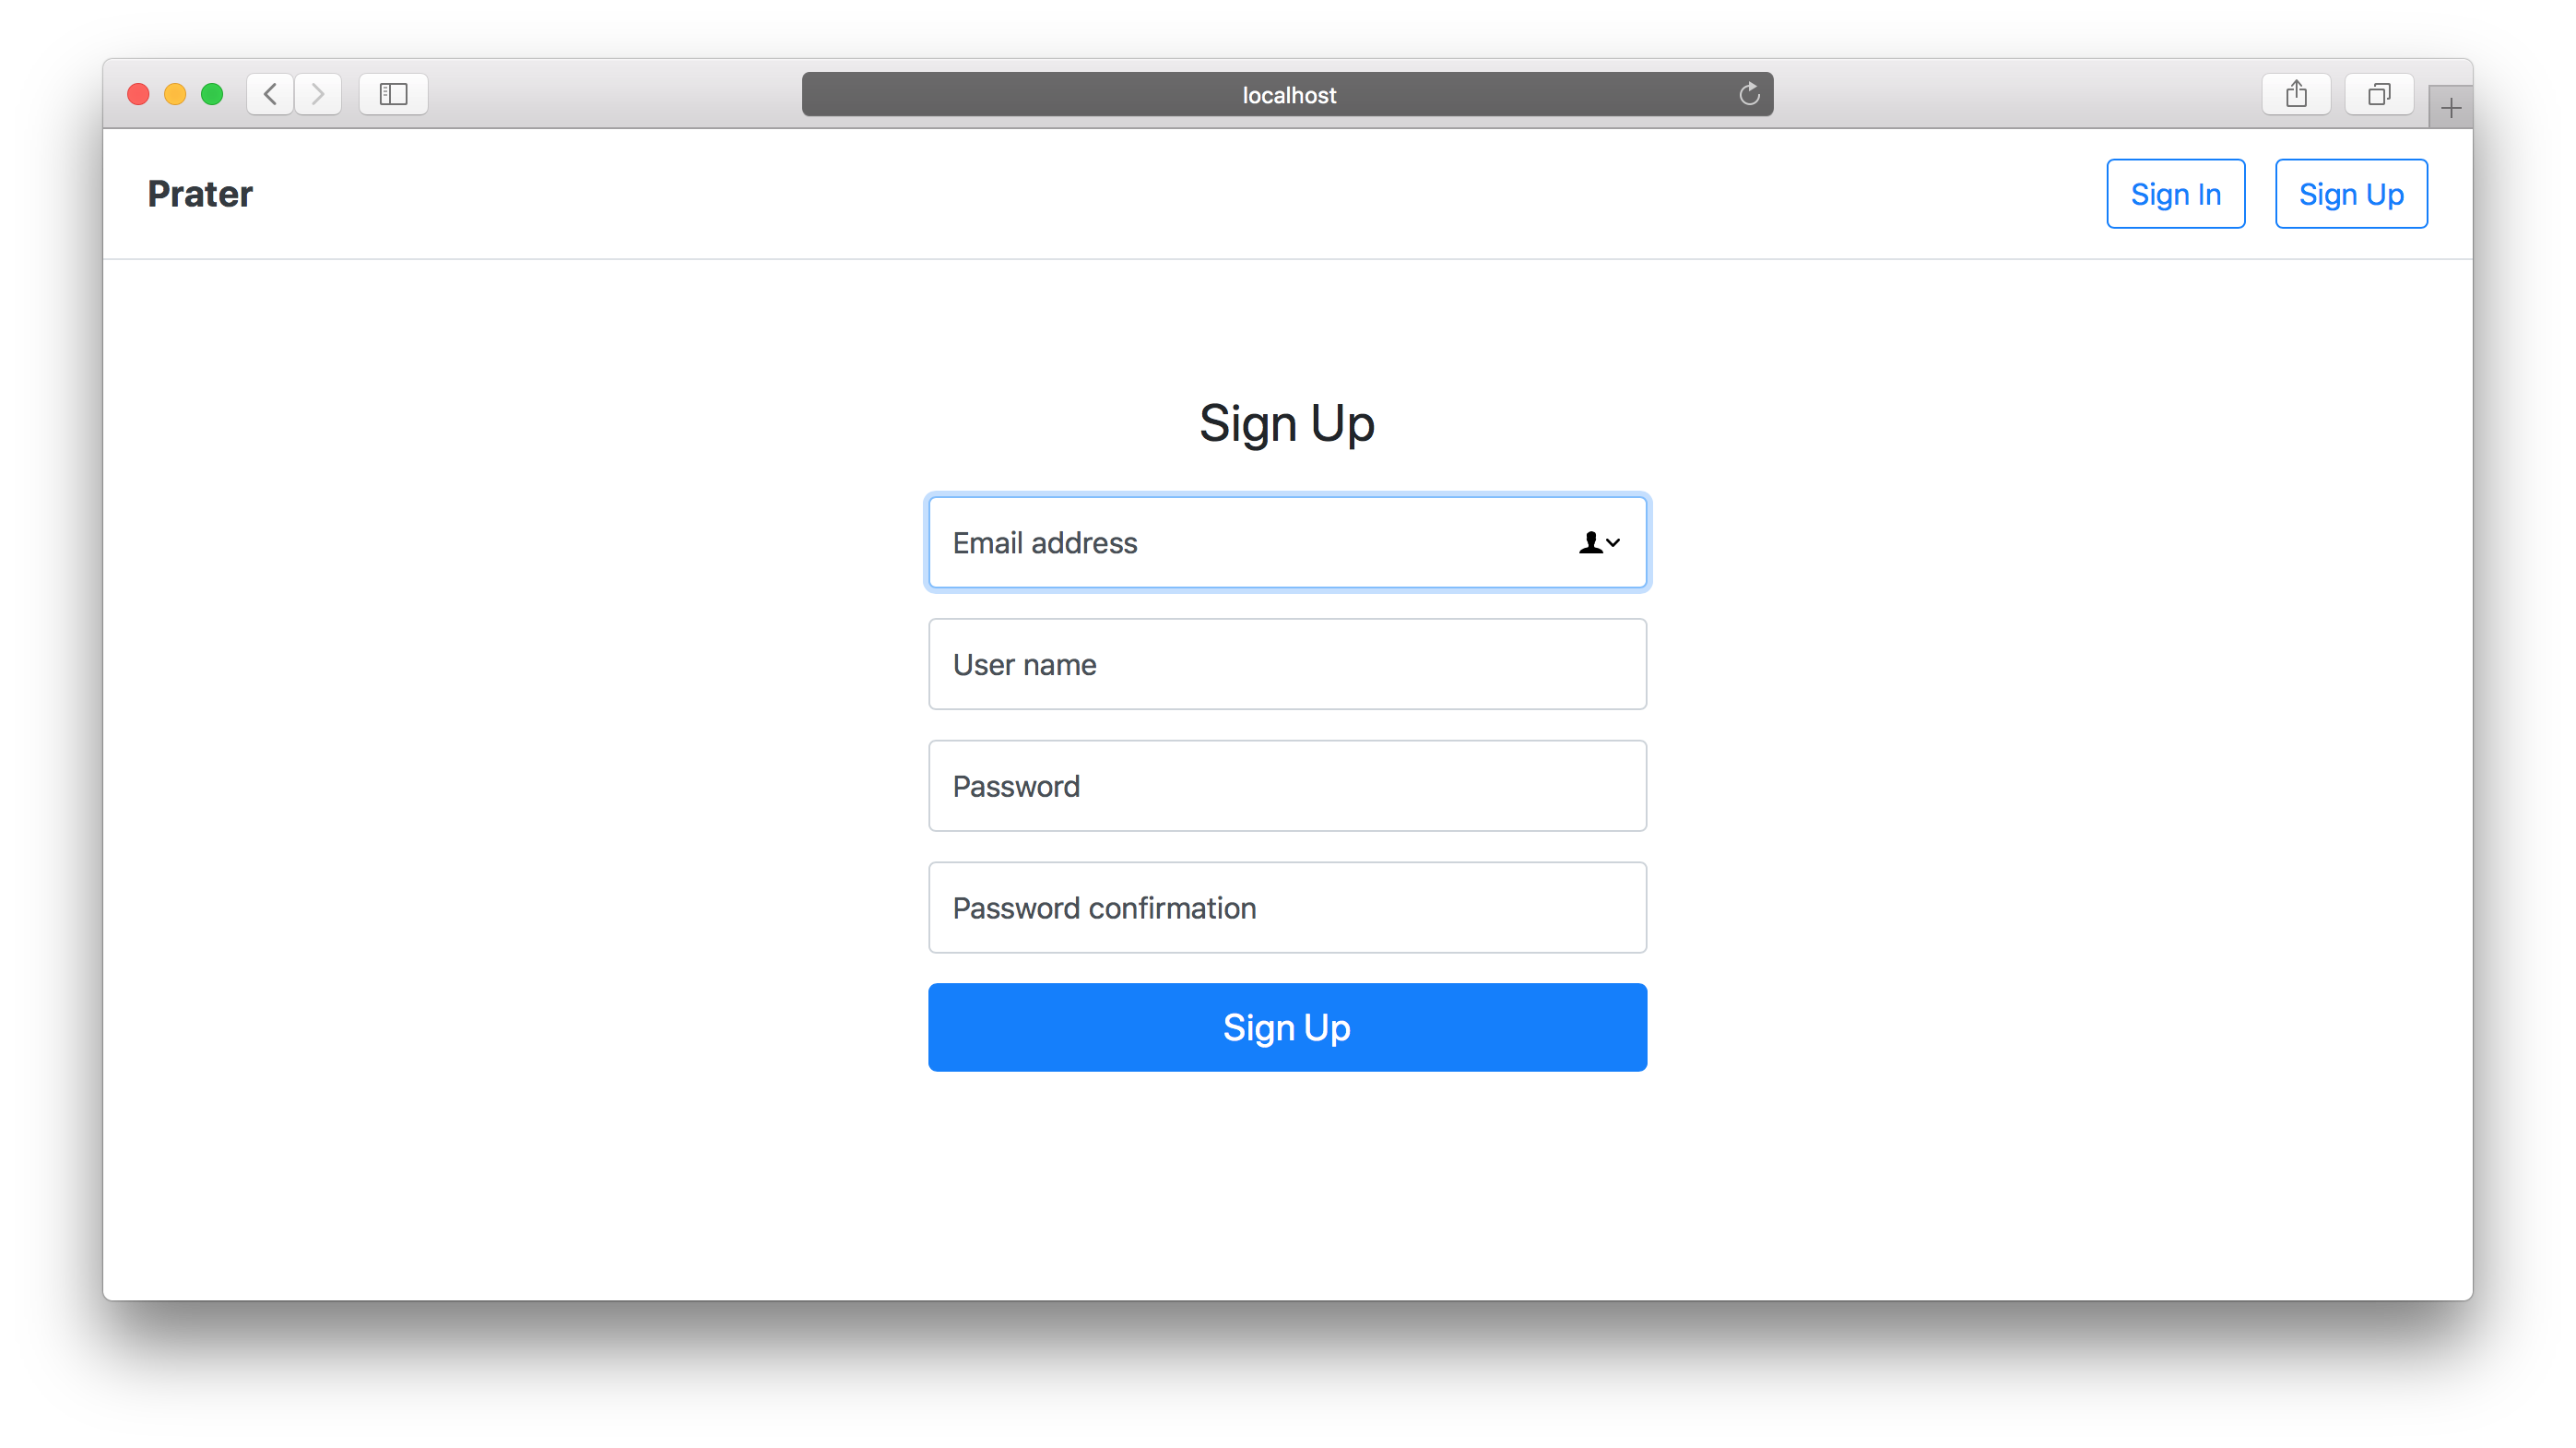 localhost
Prater
Sign In
Sign Up
Sign Up
Email address
User name
Password
Password confirmation
Sign Up